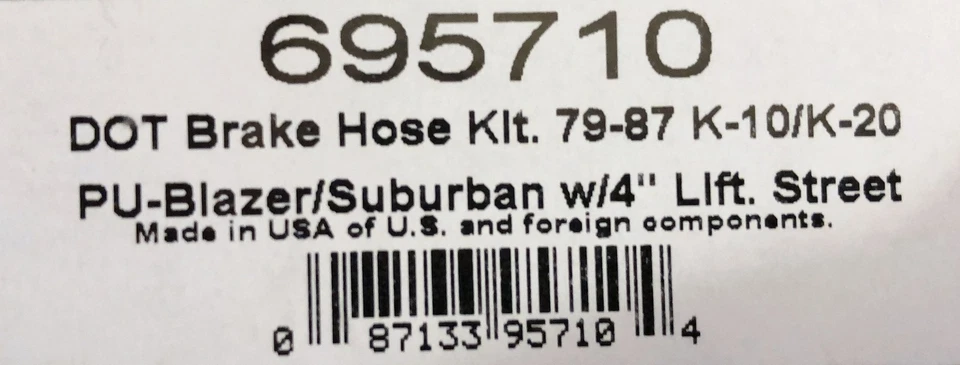 695710
DOT Brake Hose Kit. 79-87 K-10/K-20
PU-Blazer/Suburban w/4" Lift. Street
Made in USA of U.S. and foreign components.
0 87133 95710 4